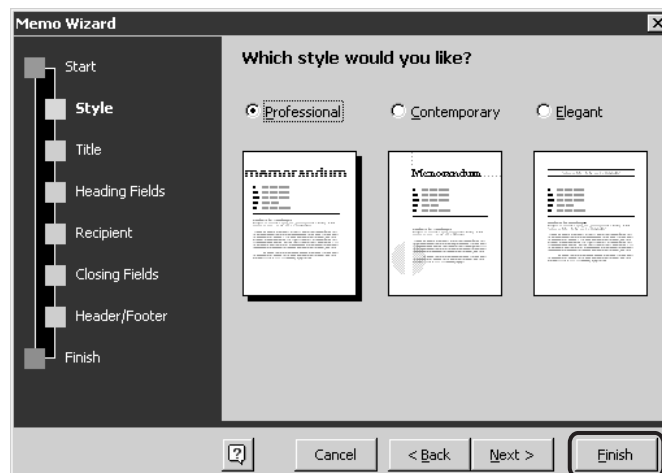 Memo Wizard
Start
Style
Title
Heading Fields
Recipient
Closing Fields
Header/Footer
Finish
Which style would you like?
Professional Contemporary Elegant
memorandum Memorandum
Cancel < Back Next > Finish